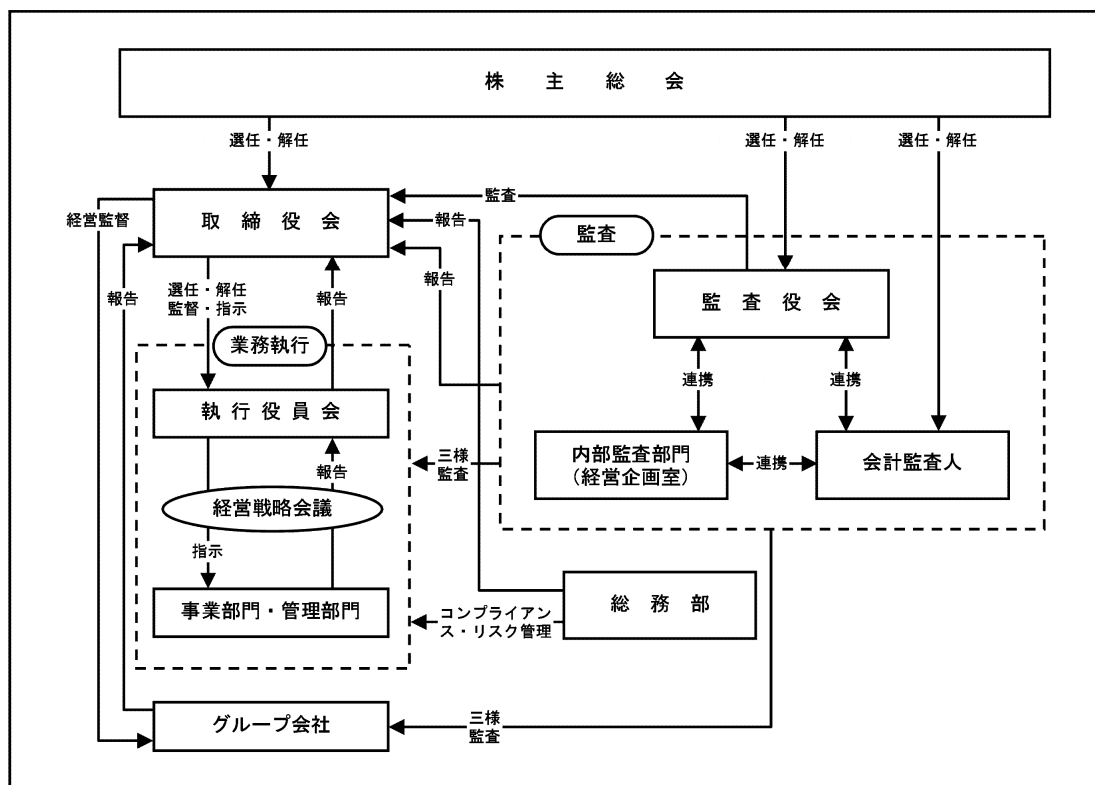 株主総会
選任・解任
選任・解任
選任・解任
取締役会
経営監督
監査
報告
報告
監査
報告
選任・解任
監督・指示
報告
監査役会
業務執行
連携
連携
執行役員会
内部監査部門
(経営企画室)
連携
会計監査人
三様
監査
報告
経営戦略会議
指示
事業部門・管理部門
総務部
コンプライアン
ス・リスク管理
グループ会社
三様
監査